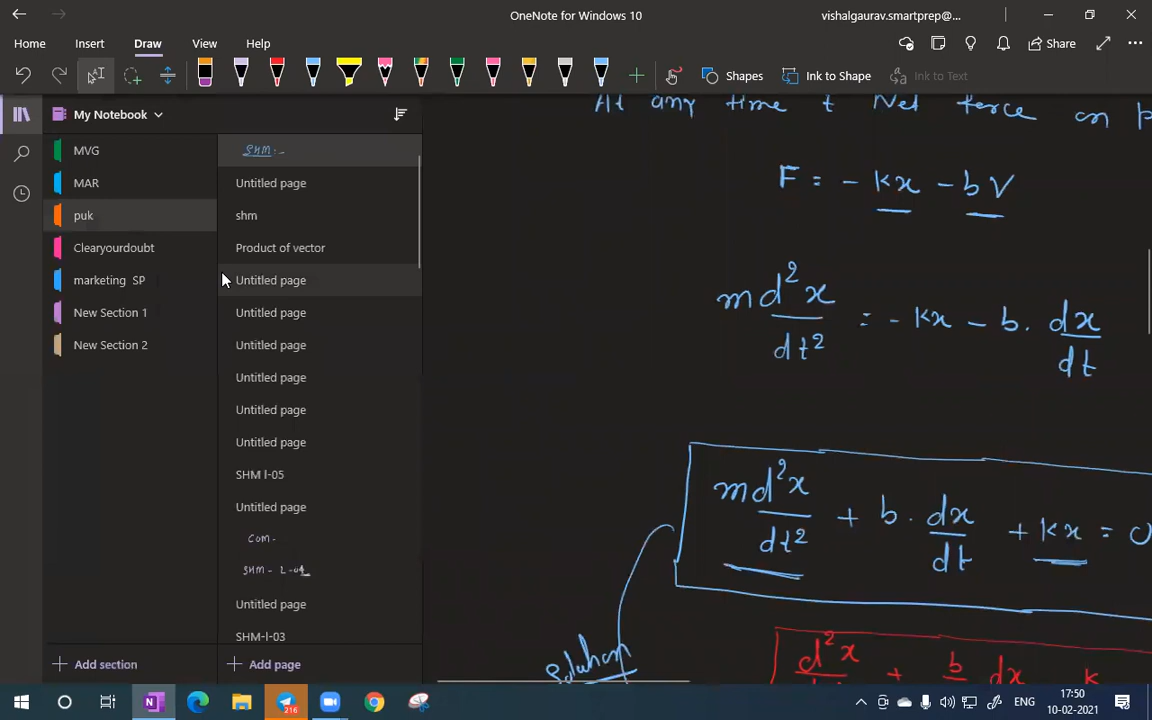 OneNote for Windows 10
vishalgaurav.smartprep@...
Home Insert Draw View Help
Share
Shapes Ink to Shape Ink to Text
My Notebook
MVG
MAR
puk
Clearyourdoubt
marketing SP
New Section 1
New Section 2
Add section
SHM:-
Untitled page
shm
Product of vector
Untitled page
Untitled page
Untitled page
Untitled page
Untitled page
Untitled page
SHM l-05
Untitled page
Com-
SHM - L-04
Untitled page
SHM-l-03
Add page
At any time t Net force on p
F = - kx - bV
md²x/dt² = - kx - b. dx/dt
md²x/dt² + b. dx/dt + kx = 0
solution
d²x + b dx k
216
ENG
17:50
10-02-2021